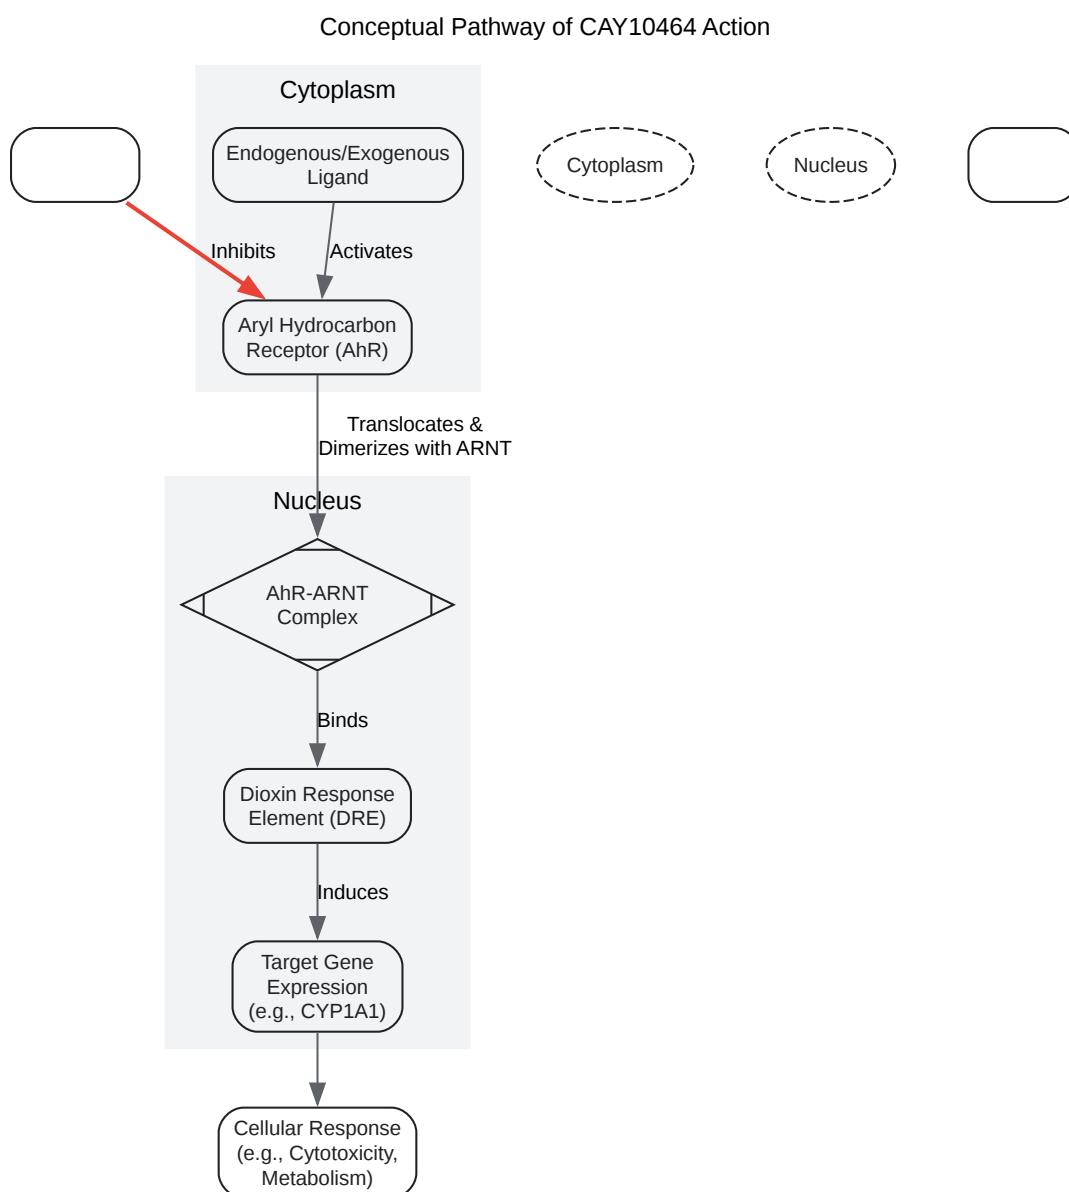 Conceptual Pathway of CAY10464 Action
Cytoplasm
Endogenous/Exogenous
Ligand
Cytoplasm
Nucleus
Inhibits
Activates
Aryl Hydrocarbon
Receptor (AhR)
Translocates &
Dimerizes with ARNT
Nucleus
AhR-ARNT
Complex
Binds
Dioxin Response
Element (DRE)
Induces
Target Gene
Expression
(e.g., CYP1A1)
Cellular Response
(e.g., Cytotoxicity,
Metabolism)